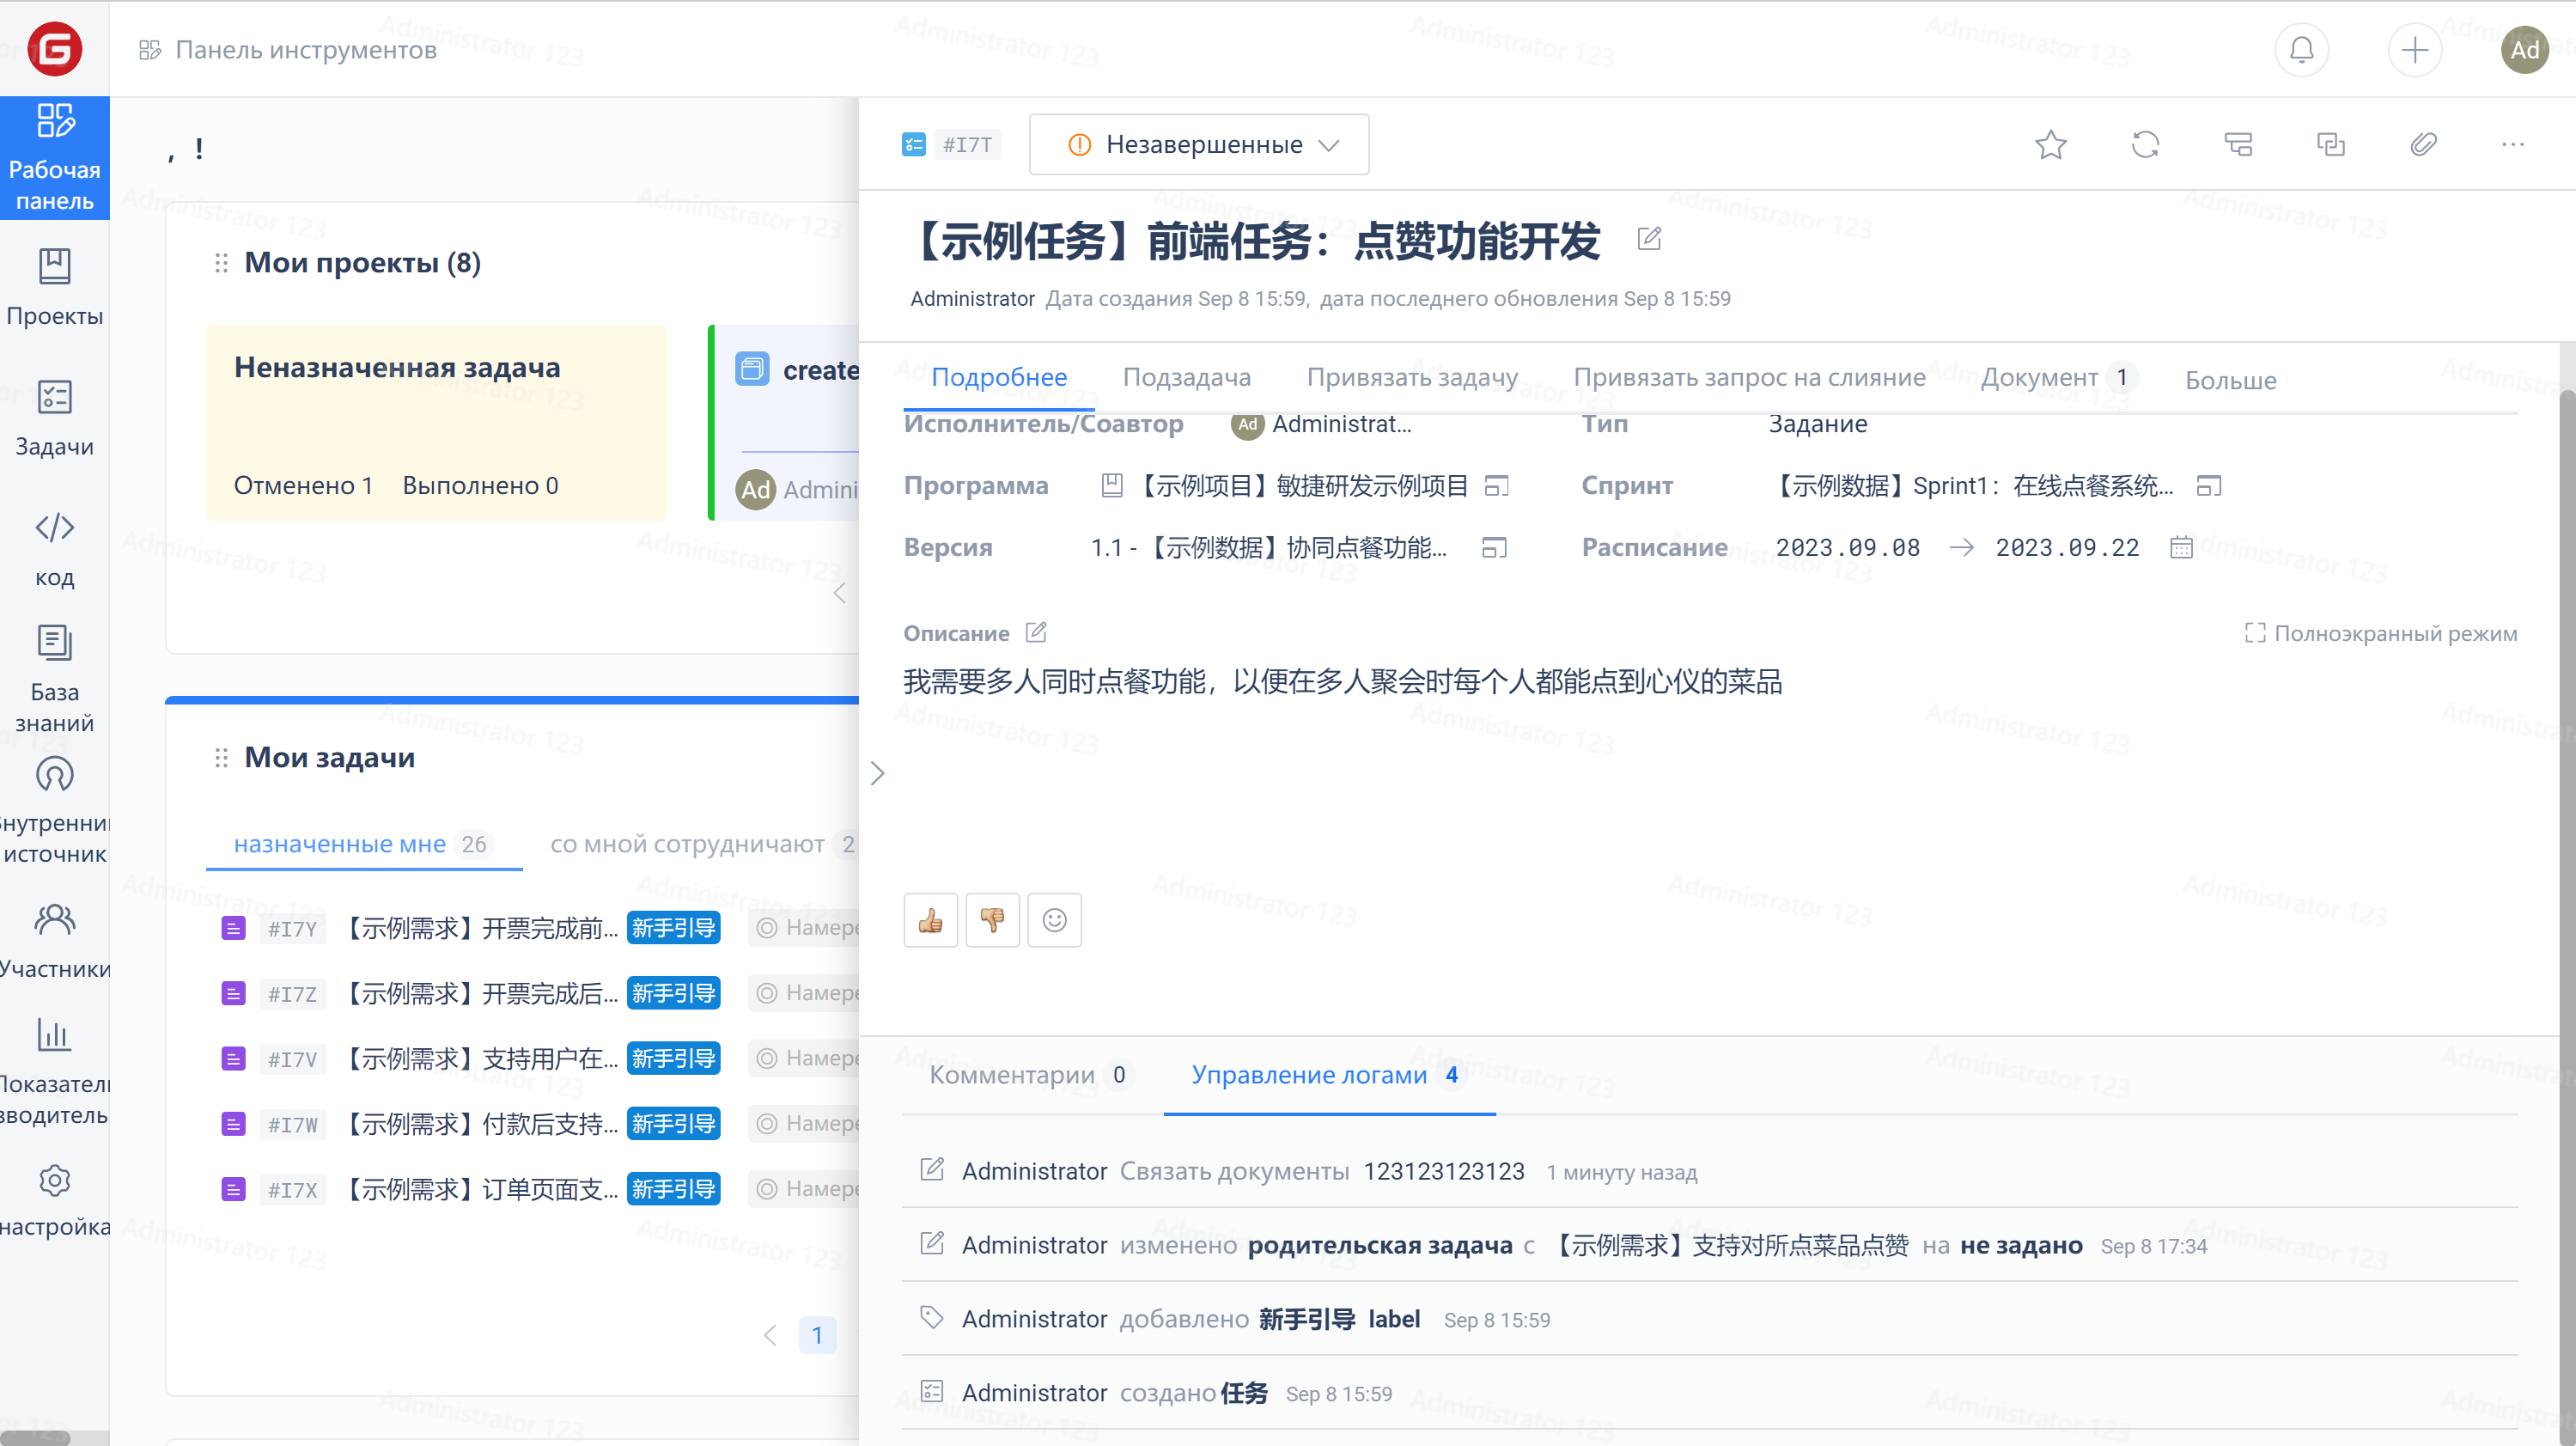 Панель инструментов
Ad
Рабочая
панель
Проекты
Задачи
код
База
знаний
источник
Участники
настройка
, !
Мои проекты (8)
Неназначенная задача
Отменено 1 Выполнено 0
create
Ad Admini
Мои задачи
назначенные мне 26 со мной сотрудничают 2
#I7Y 【示例需求】开票完成前... 新手引导 Намере
#I7Z 【示例需求】开票完成后... 新手引导 Намере
#I7V 【示例需求】支持用户在... 新手引导 Намере
#I7W 【示例需求】付款后支持... 新手引导 Намере
#I7X 【示例需求】订单页面支... 新手引导 Намере
1
#I7T Незавершенные
【示例任务】前端任务：点赞功能开发
Administrator Дата создания Sep 8 15:59, дата последнего обновления Sep 8 15:59
Подробнее Подзадача Привязать задачу Привязать запрос на слияние Документ 1 Больше
Исполнитель/Соавтор Ad Administrat... Тип Задание
Программа 【示例项目】敏捷研发示例项目 Спринт 【示例数据】Sprint1：在线点餐系统...
Версия 1.1 - 【示例数据】协同点餐功能... Расписание 2023.09.08 → 2023.09.22
Описание Полноэкранный режим
我需要多人同时点餐功能，以便在多人聚会时每个人都能点到心仪的菜品
Комментарии 0 Управление логами 4
Administrator Связать документы 123123123123 1 минуту назад
Administrator изменено родительская задача с 【示例需求】支持对所点菜品点赞 на не задано Sep 8 17:34
Administrator добавлено 新手引导 label Sep 8 15:59
Administrator создано 任务 Sep 8 15:59
Administrator 123